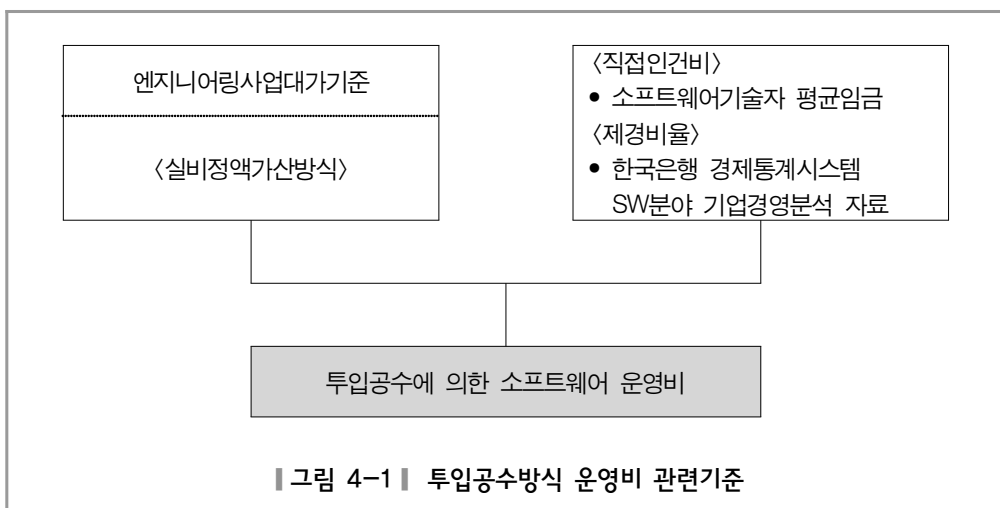 엔지니어링사업대가기준
〈실비정액가산방식〉
〈직접인건비〉
• 소프트웨어기술자 평균임금
〈제경비율〉
• 한국은행 경제통계시스템
SW분야 기업경영분석 자료
투입공수에 의한 소프트웨어 운영비
▌그림 4-1▐ 투입공수방식 운영비 관련기준